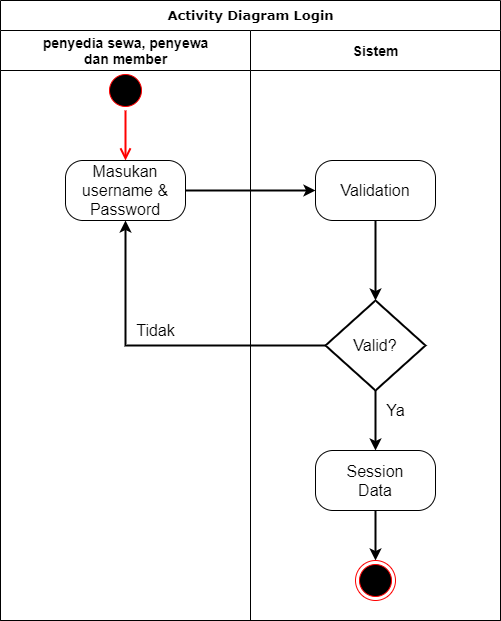 Activity Diagram Login
penyedia sewa, penyewa
dan member
Sistem
Masukan
username &
Password
Validation
Tidak
Valid?
Ya
Session
Data